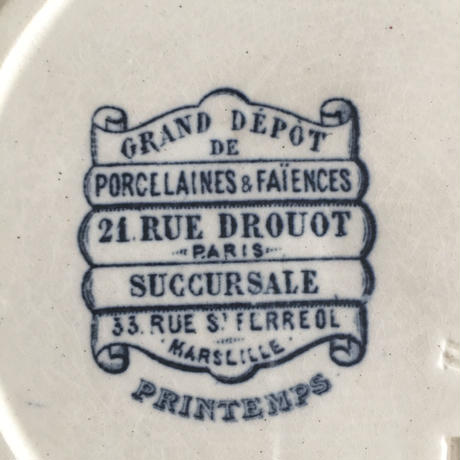 GRAND DÉPOT
DE
PORCELAINES & FAÏENCES
21. RUE DROUOT
PARIS
SUCCURSALE
33. RUE ST FERREOL
MARSEILLE
PRINTEMPS